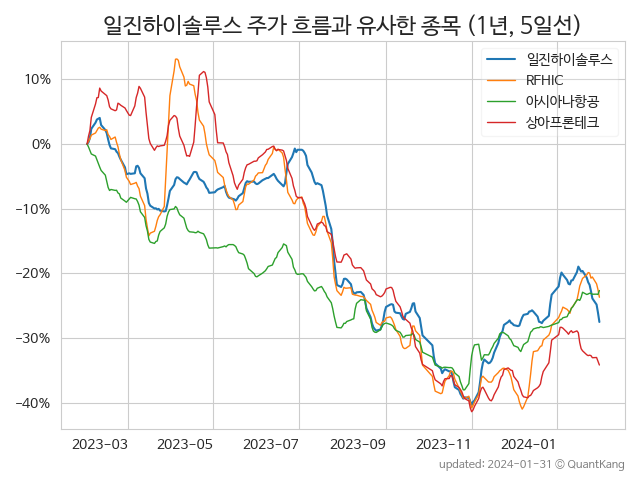 일진하이솔루스 주가 흐름과 유사한 종목 (1년, 5일선)
일진하이솔루스
RFHIC
아시아나항공
상아프론테크
10%
0%
−10%
−20%
−30%
−40%
2023-03 2023-05 2023-07 2023-09 2023-11 2024-01
updated: 2024-01-31 © QuantKang